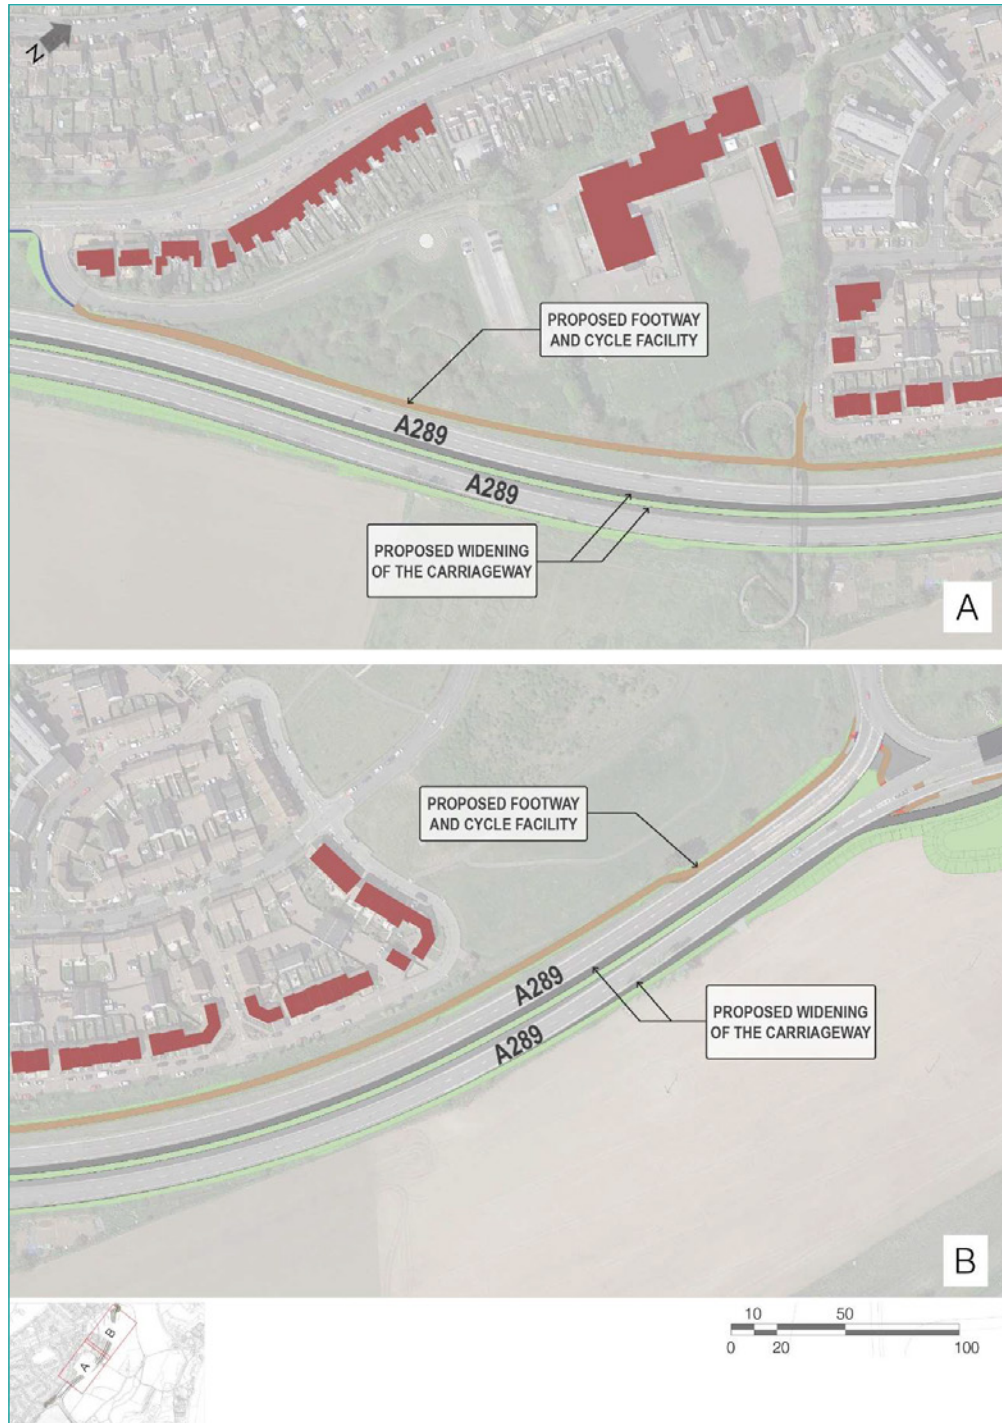 N
PROPOSED FOOTWAY
AND CYCLE FACILITY
A289
A289
PROPOSED WIDENING
OF THE CARRIAGEWAY
A
PROPOSED FOOTWAY
AND CYCLE FACILITY
A289
A289
PROPOSED WIDENING
OF THE CARRIAGEWAY
B
A
B
10 50
0 20 100